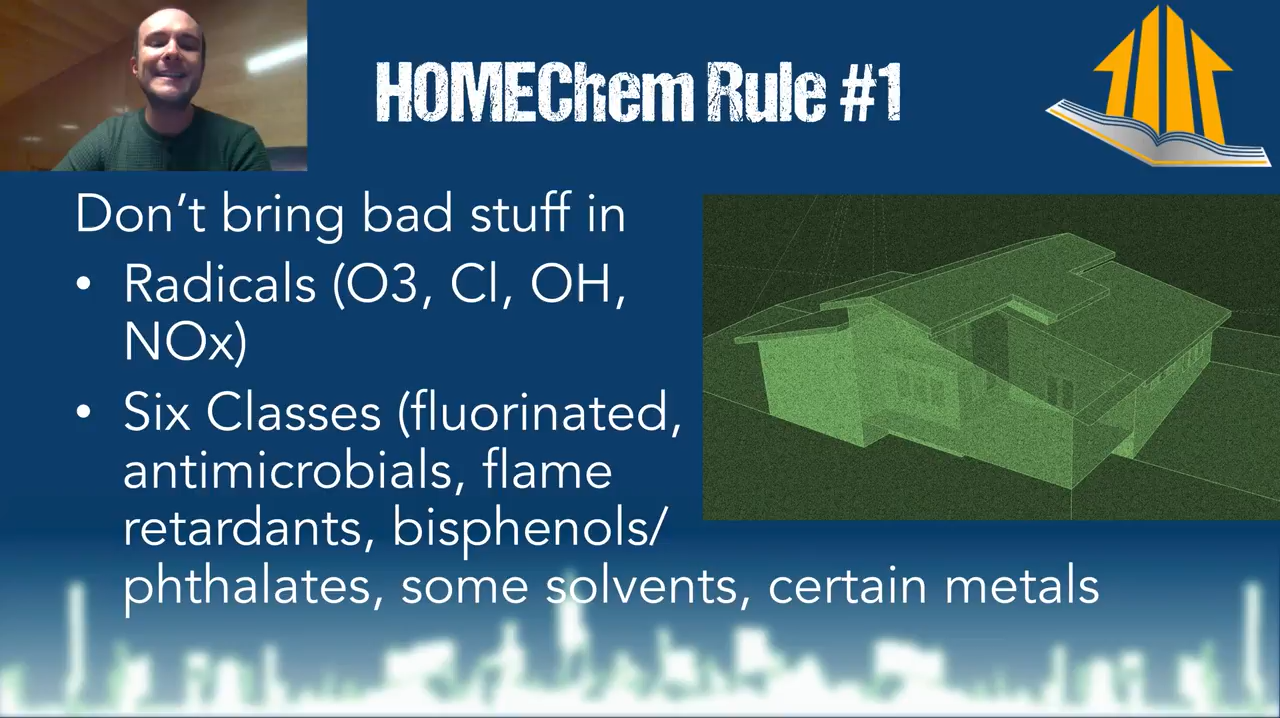 HOMEChem Rule #1
Don’t bring bad stuff in
• Radicals (O3, Cl, OH,
NOx)
• Six Classes (fluorinated,
antimicrobials, flame
retardants, bisphenols/
phthalates, some solvents, certain metals